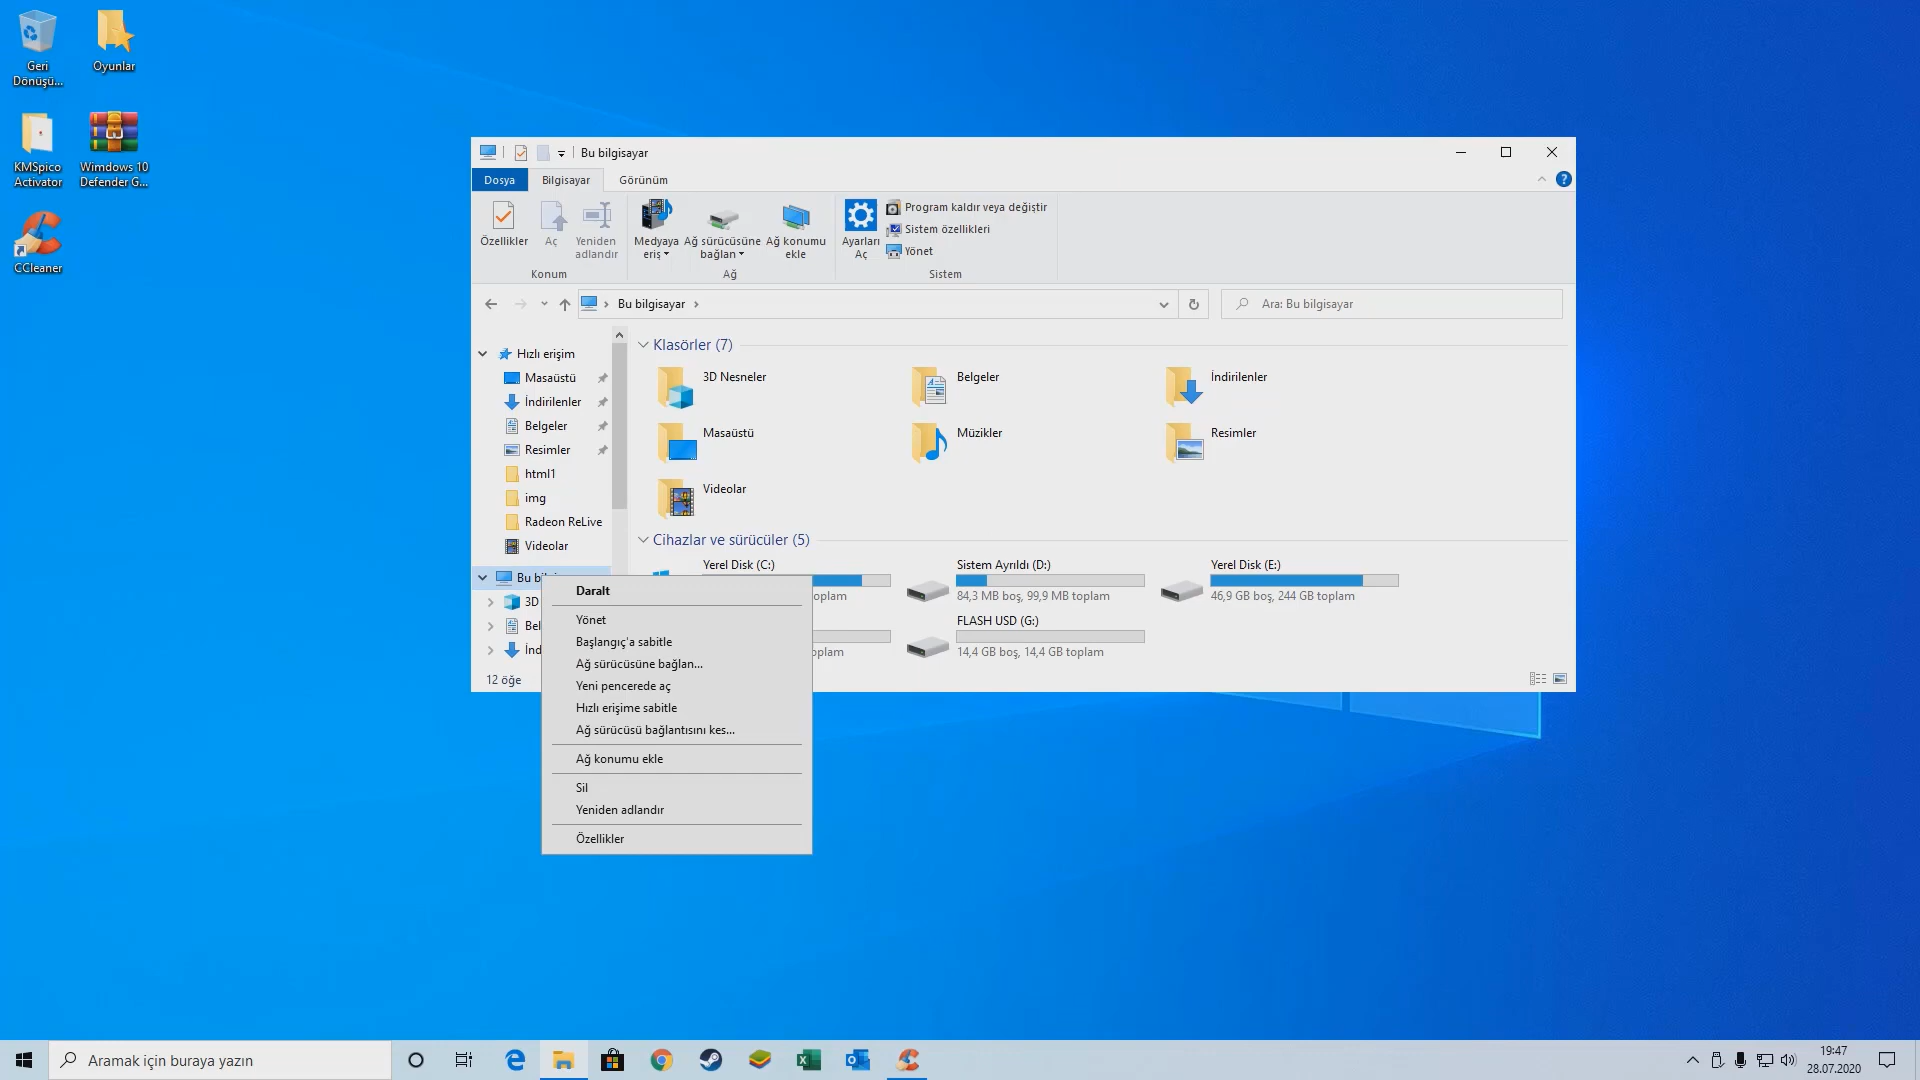 Geri
Dönüşü...
Oyunlar
KMSpico
Activator
Wimdows 10
Defender G...
CCleaner
Bu bilgisayar
Dosya
Bilgisayar
Görünüm
Özellikler
Aç
Yeniden
adlandır
Konum
Medyaya
eriş
Ağ sürücüsüne
bağlan
Ağ konumu
ekle
Ağ
Ayarları
Aç
Program kaldır veya değiştir
Sistem özellikleri
Yönet
Sistem
Bu bilgisayar
Ara: Bu bilgisayar
Hızlı erişim
Masaüstü
İndirilenler
Belgeler
Resimler
html1
img
Radeon ReLive
Videolar
3D
Bel
İnd
12 öğe
Klasörler (7)
3D Nesneler
Belgeler
İndirilenler
Masaüstü
Müzikler
Resimler
Videolar
Cihazlar ve sürücüler (5)
Yerel Disk (C:)
oplam
Sistem Ayrıldı (D:)
84,3 MB boş, 99,9 MB toplam
Yerel Disk (E:)
46,9 GB boş, 244 GB toplam
oplam
FLASH USD (G:)
14,4 GB boş, 14,4 GB toplam
Daralt
Yönet
Başlangıç'a sabitle
Ağ sürücüsüne bağlan...
Yeni pencerede aç
Hızlı erişime sabitle
Ağ sürücüsü bağlantısını kes...
Ağ konumu ekle
Sil
Yeniden adlandır
Özellikler
Aramak için buraya yazın
19:47
28.07.2020